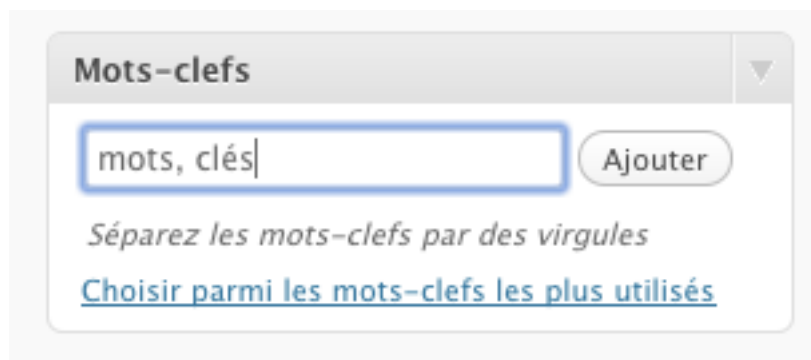 Mots-clefs
mots, clés
Ajouter
Séparez les mots-clefs par des virgules
Choisir parmi les mots-clefs les plus utilisés